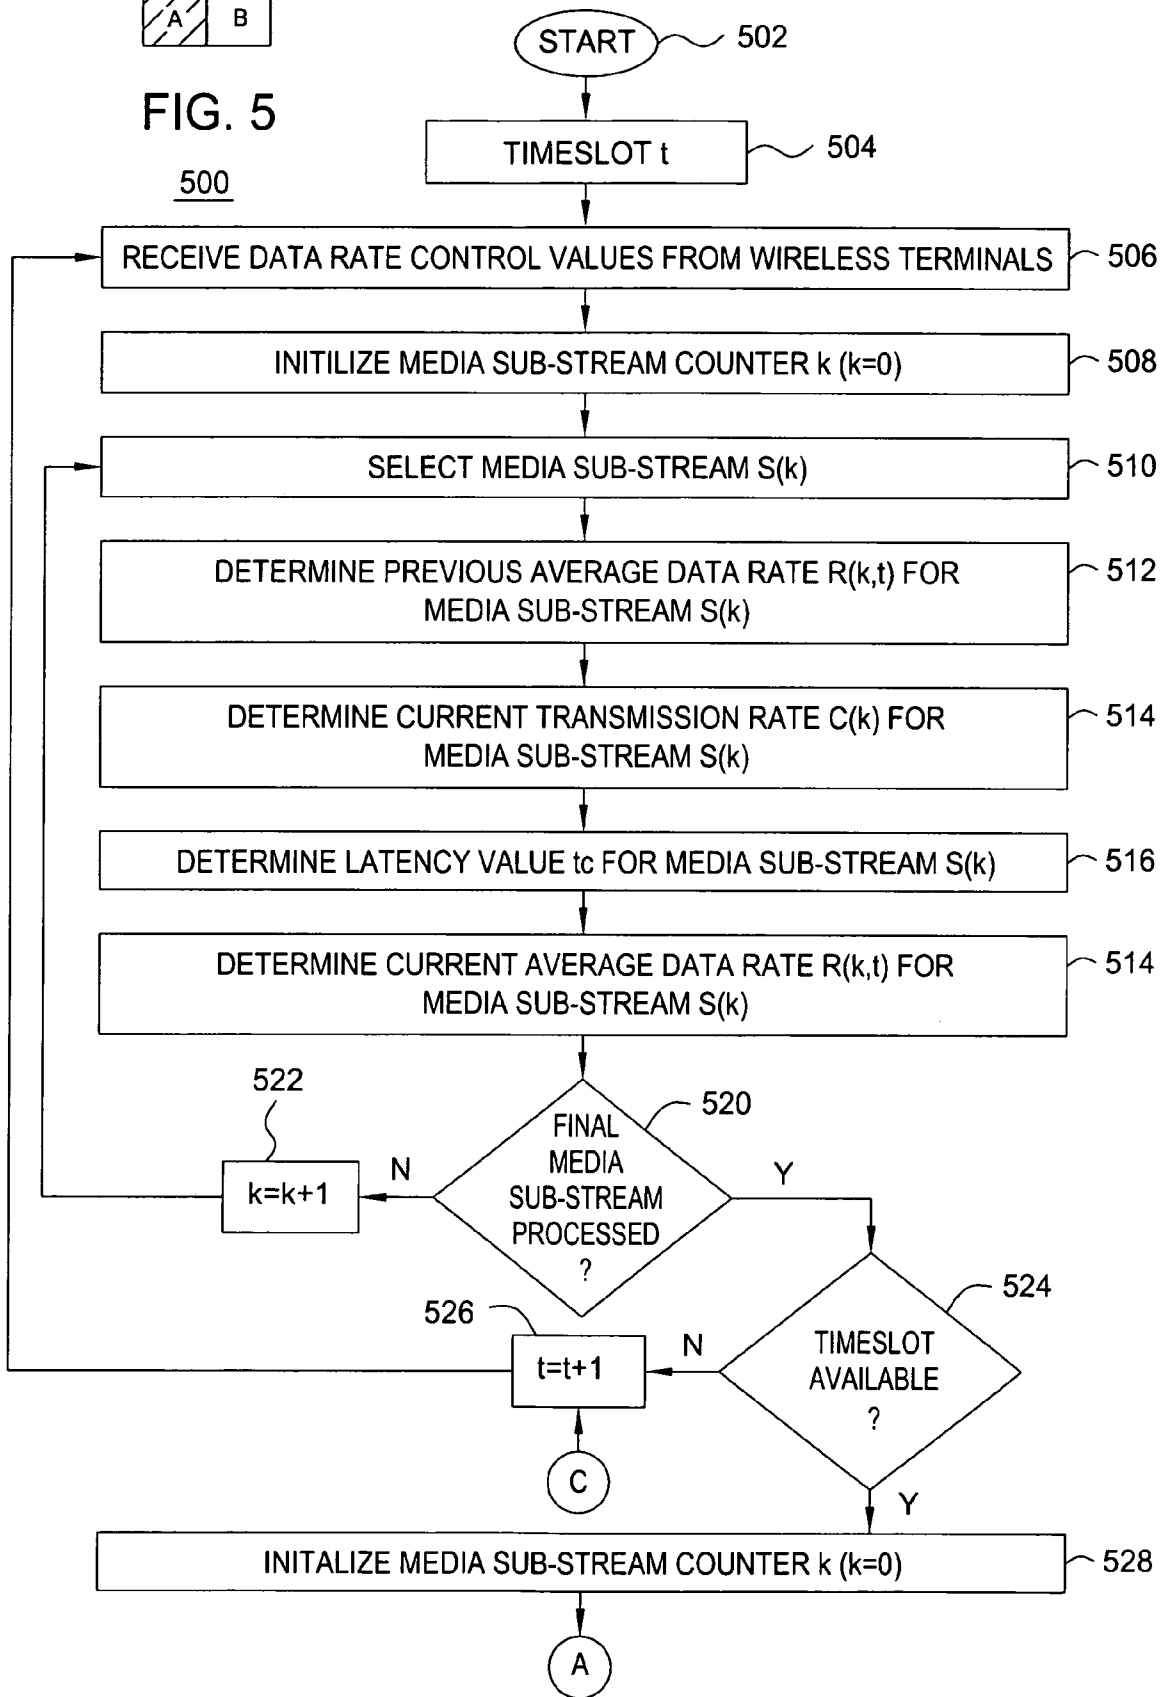 A B
START 502
FIG. 5
TIMESLOT t 504
500
RECEIVE DATA RATE CONTROL VALUES FROM WIRELESS TERMINALS 506
INITILIZE MEDIA SUB-STREAM COUNTER k (k=0) 508
SELECT MEDIA SUB-STREAM S(k) 510
DETERMINE PREVIOUS AVERAGE DATA RATE R(k,t) FOR 512
MEDIA SUB-STREAM S(k)
DETERMINE CURRENT TRANSMISSION RATE C(k) FOR 514
MEDIA SUB-STREAM S(k)
DETERMINE LATENCY VALUE tc FOR MEDIA SUB-STREAM S(k) 516
DETERMINE CURRENT AVERAGE DATA RATE R(k,t) FOR 514
MEDIA SUB-STREAM S(k)
522
520
FINAL
MEDIA
SUB-STREAM
PROCESSED
?
N
Y
k=k+1
524
526
TIMESLOT
AVAILABLE
?
N
t=t+1
C
Y
INITALIZE MEDIA SUB-STREAM COUNTER k (k=0) 528
A